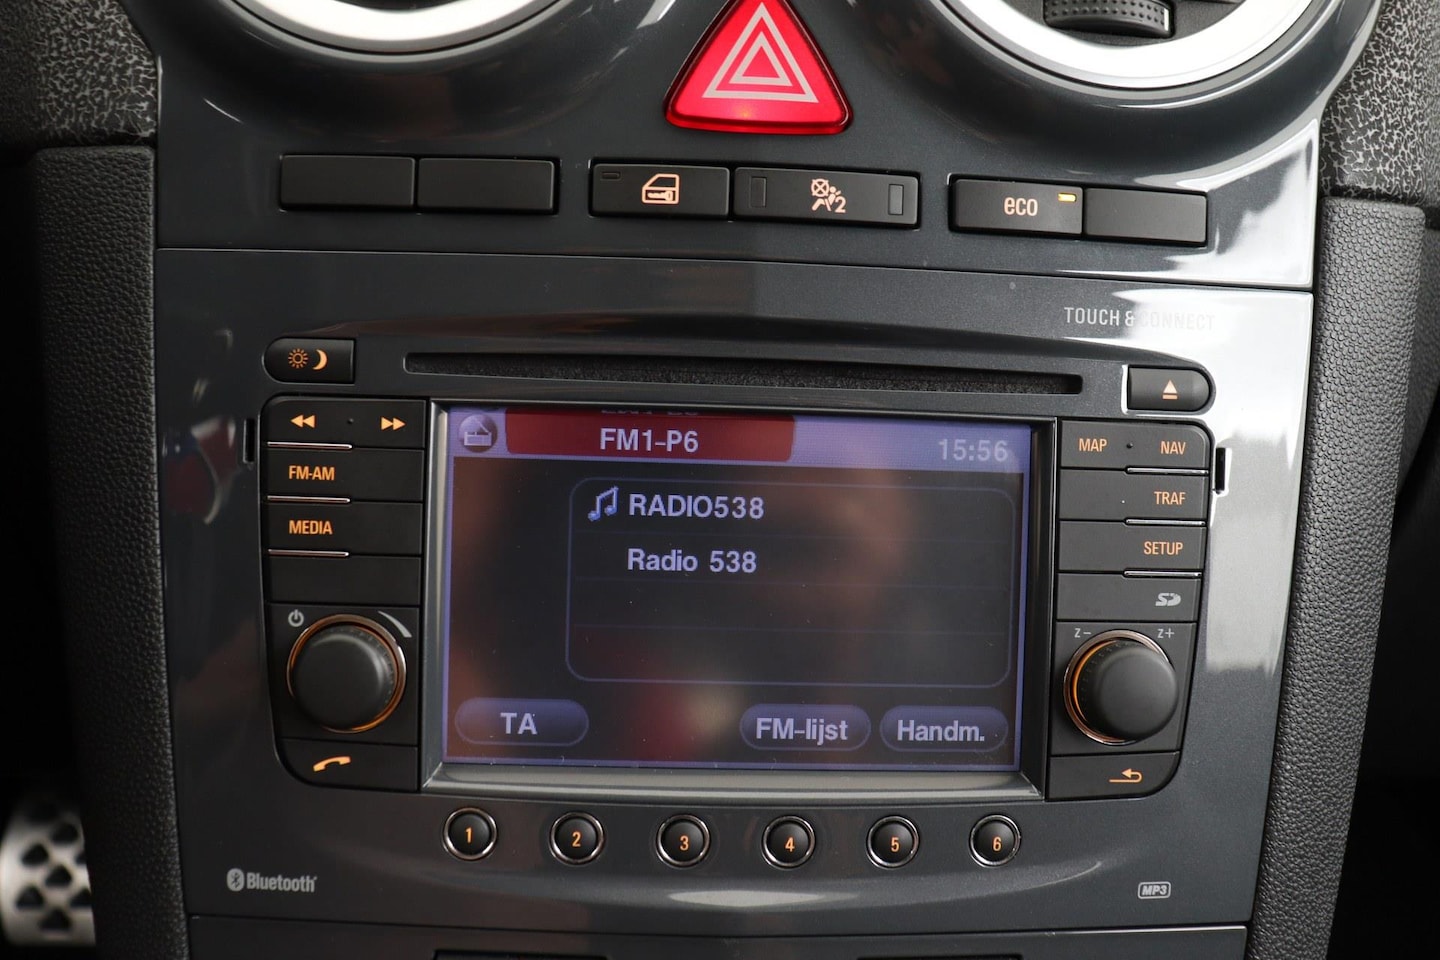 2
eco
TOUCH & CONNECT
FM1-P6
15:56
MAP
NAV
FM-AM
RADIO538
TRAF
MEDIA
Radio 538
SETUP
SD
Z-
Z+
TA
FM-lijst
Handm.
1
2
3
4
5
6
Bluetooth
MP3